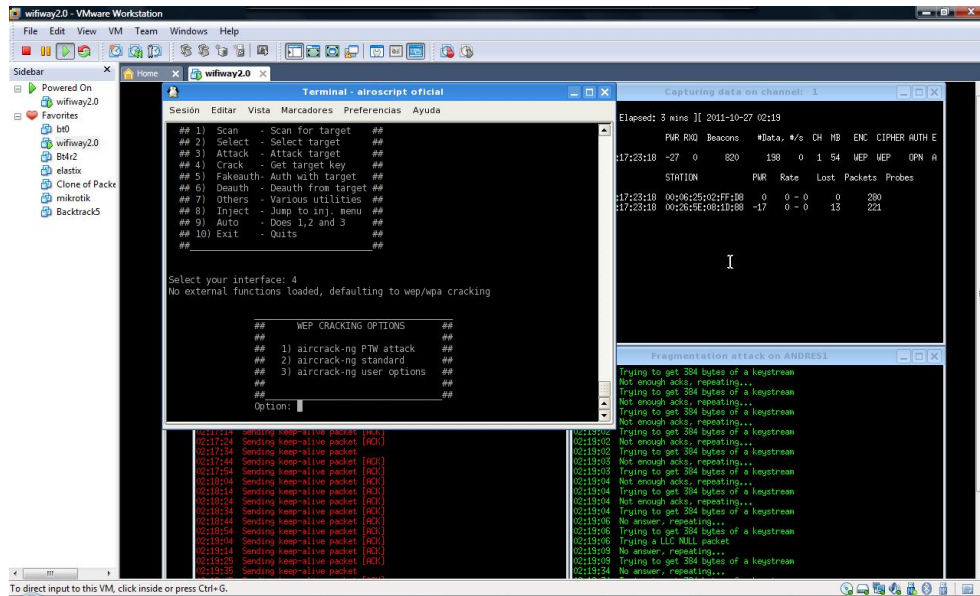 wifiway2.0 - VMware Workstation
File Edit View VM Team Windows Help
Sidebar
Powered On
wifiway2.0
Favorites
bt0
wifiway2.0
Bt4r2
elastix
Clone of Packe
mikrotik
Backtrack5
Home
wifiway2.0
Terminal - airoscript oficial
Sesión Editar Vista Marcadores Preferencias Ayuda
## 1) Scan - Scan for target ##
## 2) Select - Select target ##
## 3) Attack - Attack target ##
## 4) Crack - Get target key ##
## 5) Fakeauth- Auth with target ##
## 6) Deauth - Deauth from target ##
## 7) Others - Various utilities ##
## 8) Inject - Jump to inj. menu ##
## 9) Auto - Does 1,2 and 3 ##
## 10) Exit - Quits ##
##______________________##
Select your interface: 4
No external functions loaded, defaulting to wep/wpa cracking
## WEP CRACKING OPTIONS ##
## ##
## 1) aircrack-ng PTW attack ##
## 2) aircrack-ng standard ##
## 3) aircrack-ng user options ##
## ##
##______________________##
Option:
Capturing data on channel: 1
Elapsed: 3 mins ][ 2011-10-27 02:19
PWR RXQ Beacons #Data, #/s CH MB ENC CIPHER AUTH E
:17:23:18 -27 0 820 198 0 1 54 WEP WEP OPN A
STATION PWR Rate Lost Packets Probes
:17:23:18 00:06:25:02:FF:D8 0 0 - 0 0 280
:17:23:18 00:26:5E:08:1D:88 -17 0 - 0 13 221
Fragmentation attack on ANDRES1
Trying to get 384 bytes of a keystream
Not enough acks, repeating...
Trying to get 384 bytes of a keystream
Not enough acks, repeating...
Trying to get 384 bytes of a keystream
Not enough acks, repeating...
02:19:02 Trying to get 384 bytes of a keystream
02:19:02 Not enough acks, repeating...
02:19:02 Trying to get 384 bytes of a keystream
02:19:03 Not enough acks, repeating...
02:19:03 Trying to get 384 bytes of a keystream
02:19:04 Not enough acks, repeating...
02:19:04 Trying to get 384 bytes of a keystream
02:19:04 Not enough acks, repeating...
02:19:04 Trying to get 384 bytes of a keystream
02:19:06 No answer, repeating...
02:19:06 Trying to get 384 bytes of a keystream
02:19:06 Trying a LLC NULL packet
02:19:09 No answer, repeating...
02:19:09 Trying to get 384 bytes of a keystream
02:19:34 No answer, repeating...
02:17:14 Sending keep-alive packet [ACK]
02:17:24 Sending keep-alive packet [ACK]
02:17:34 Sending keep-alive packet
02:17:44 Sending keep-alive packet [ACK]
02:17:54 Sending keep-alive packet [ACK]
02:18:04 Sending keep-alive packet [ACK]
02:18:14 Sending keep-alive packet [ACK]
02:18:24 Sending keep-alive packet [ACK]
02:18:34 Sending keep-alive packet [ACK]
02:18:44 Sending keep-alive packet [ACK]
02:18:54 Sending keep-alive packet [ACK]
02:19:04 Sending keep-alive packet [ACK]
02:19:14 Sending keep-alive packet [ACK]
02:19:25 Sending keep-alive packet [ACK]
02:19:35 Sending keep-alive packet [ACK]
To direct input to this VM, click inside or press Ctrl+G.